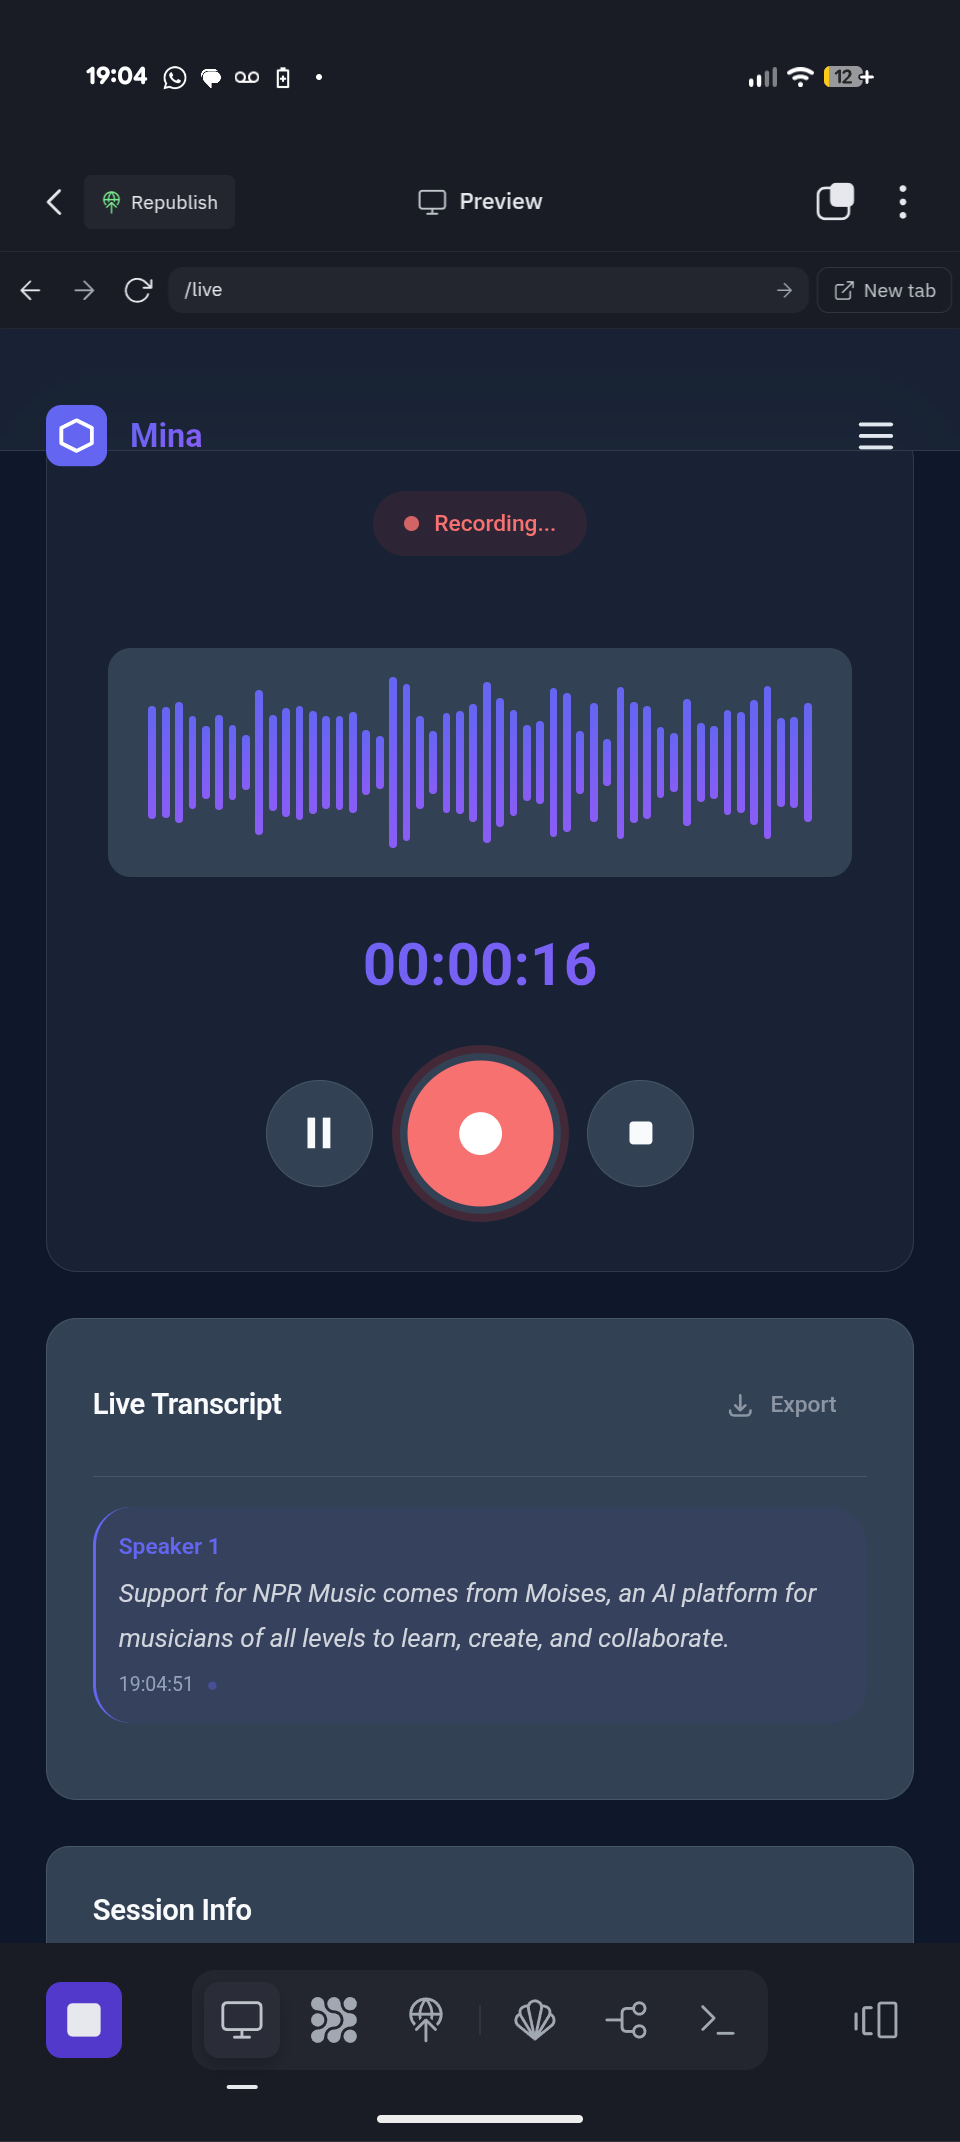 19:04
12+
Republish
Preview
/live
New tab
Mina
Recording...
00:00:16
Live Transcript
Export
Speaker 1
Support for NPR Music comes from Moises, an AI platform for
musicians of all levels to learn, create, and collaborate.
19:04:51
Session Info